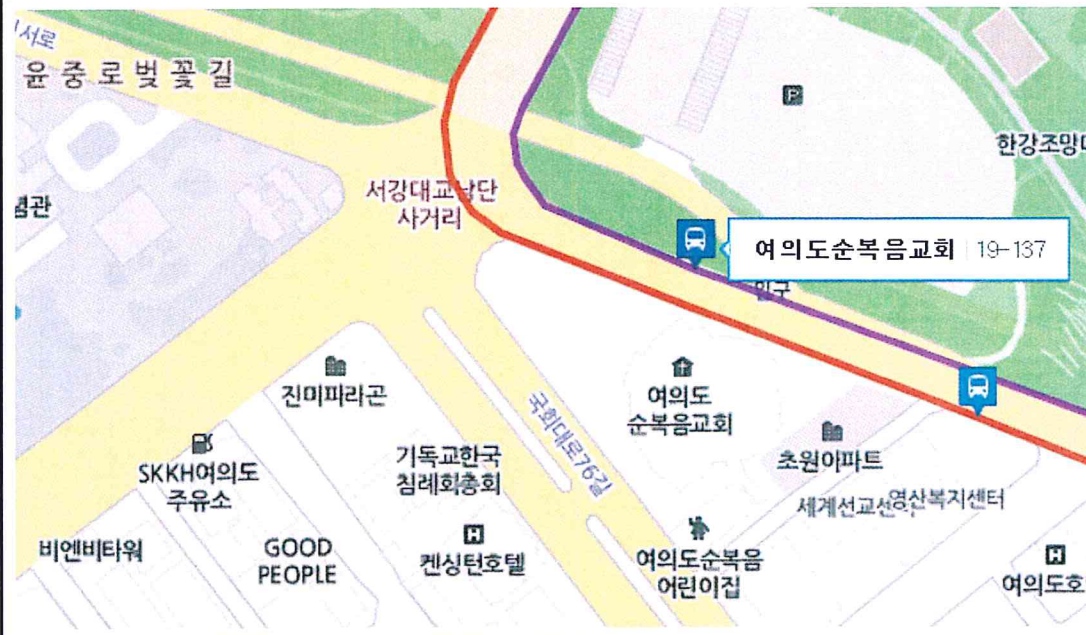 서로
윤중로벚꽃길
P
한강조망
념관
서강대교남단
사거리
여의도순복음교회 | 19-137
입구
진미파라곤
여의도
순복음교회
국회대로76길
SKKH여의도
주유소
기독교한국
침례회총회
초원아파트
세계선교센
영산복지센터
비엔비타워
GOOD
PEOPLE
H
켄싱턴호텔
여의도순복음
어린이집
H
여의도호